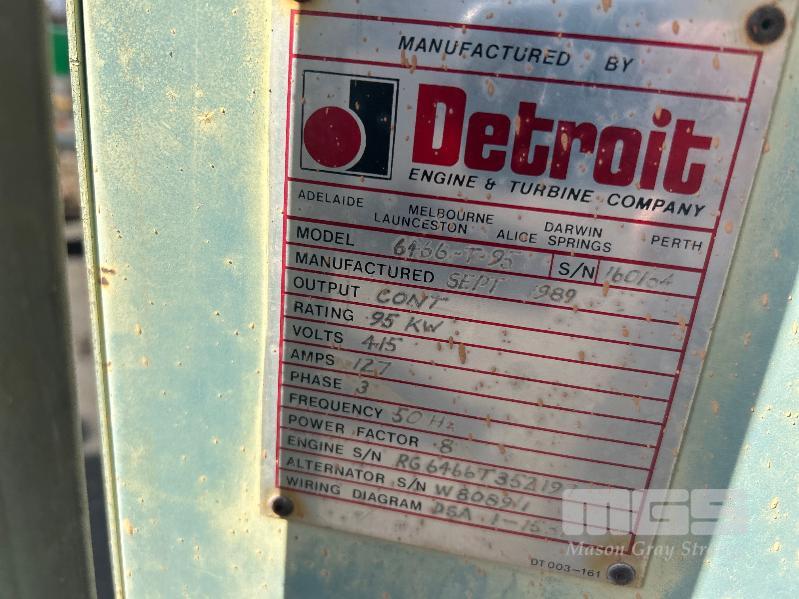 MANUFACTURED BY
Detroit
ENGINE & TURBINE COMPANY
ADELAIDE MELBOURNE DARWIN PERTH
LAUNCESTON ALICE SPRINGS
MODEL 6466-T-95 S/N
MANUFACTURED SEPT 1989
OUTPUT CONT
RATING 95 KW
VOLTS 415
AMPS 127
PHASE 3
FREQUENCY 50 Hz
POWER FACTOR .8
ENGINE S/N
ALTERNATOR S/N
WIRING DIAGRAM
DT 003-161
MGS
Mason Gray